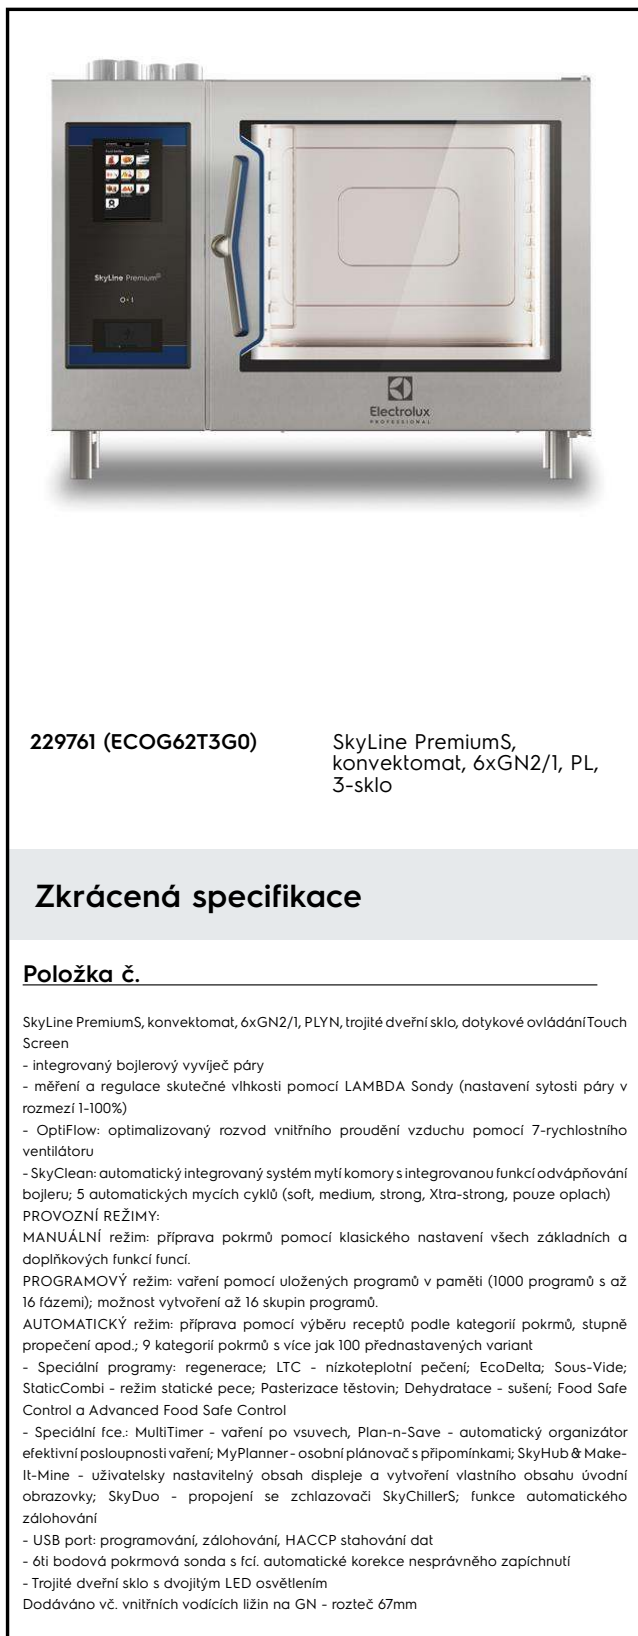 SkyLine Premium®
O·I
Electrolux
PROFESSIONAL
229761 (ECOG62T3G0)
SkyLine PremiumS,
konvektomat, 6xGN2/1, PL,
3-sklo
Zkrácená specifikace
Položka č.
SkyLine PremiumS, konvektomat, 6xGN2/1, PLYN, trojité dveřní sklo, dotykové ovládáníTouch
Screen
- integrovaný bojlerový vyvíječ páry
- měření a regulace skutečné vlhkosti pomocí LAMBDA Sondy (nastavení sytosti páry v
rozmezí 1-100%)
- OptiFlow: optimalizovaný rozvod vnitřního proudění vzduchu pomocí 7-rychlostního
ventilátoru
- SkyClean: automatický integrovaný systém mytí komory s integrovanou funkcí odvápňování
bojleru; 5 automatických mycích cyklů (soft, medium, strong, Xtra-strong, pouze oplach)
PROVOZNÍ REŽIMY:
MANUÁLNÍ režim: příprava pokrmů pomocí klasického nastavení všech základních a
doplňkových funkcí funcí.
PROGRAMOVÝ režim: vaření pomocí uložených programů v paměti (1000 programů s až
16 fázemi); možnost vytvoření až 16 skupin programů.
AUTOMATICKÝ režim: příprava pomocí výběru receptů podle kategorií pokrmů, stupně
propečení apod.; 9 kategorií pokrmů s více jak 100 přednastavených variant
- Speciální programy: regenerace; LTC - nízkoteplotní pečení; EcoDelta; Sous-Vide;
StaticCombi - režim statické pece; Pasterizace těstovin; Dehydratace - sušení; Food Safe
Control a Advanced Food Safe Control
- Speciální fce.: MultiTimer - vaření po vsuvech, Plan-n-Save - automatický organizátor
efektivní posloupnosti vaření; MyPlanner - osobní plánovač s připomínkami; SkyHub & Make-
It-Mine - uživatelsky nastavitelný obsah displeje a vytvoření vlastního obsahu úvodní
obrazovky; SkyDuo - propojení se zchlazovači SkyChillerS; funkce automatického
zálohování
- USB port: programování, zálohování, HACCP stahování dat
- 6ti bodová pokrmová sonda s fcí. automatické korekce nesprávného zapíchnutí
- Trojité dveřní sklo s dvojitým LED osvětlením
Dodáváno vč. vnitřních vodících ližin na GN - rozteč 67mm